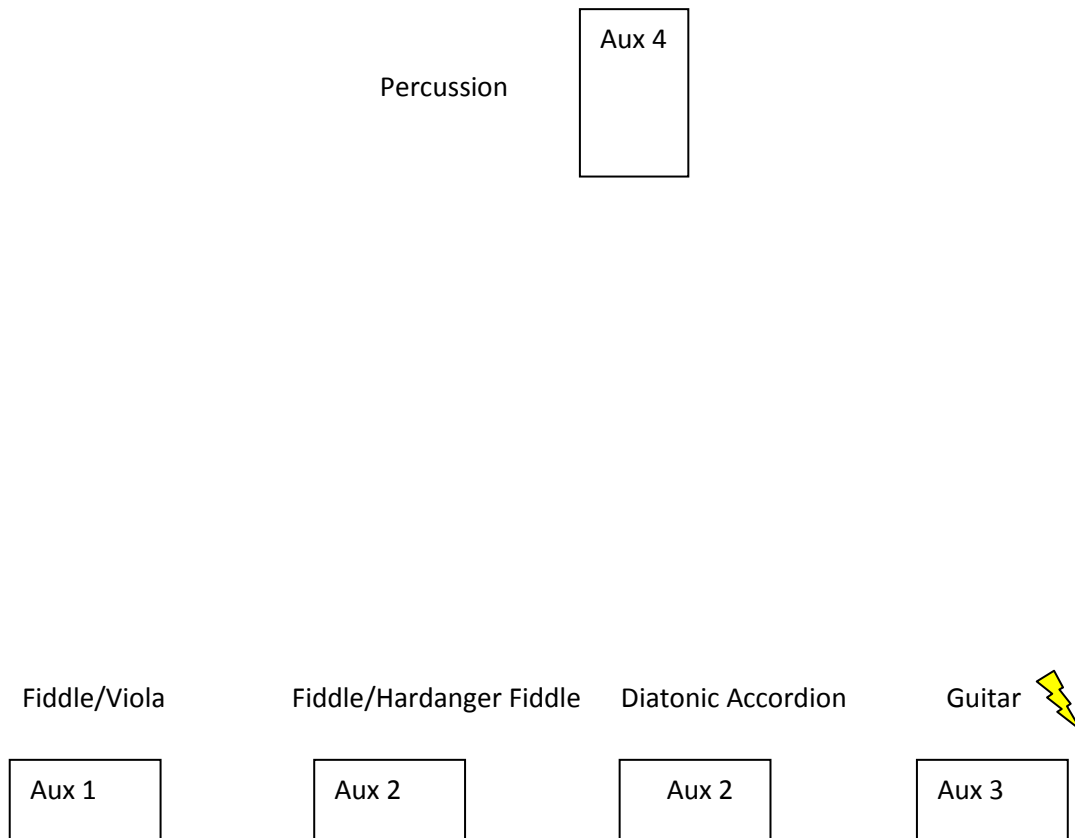 Aux 4
Percussion
Fiddle/Viola
Fiddle/Hardanger Fiddle
Diatonic Accordion
Guitar
Aux 1
Aux 2
Aux 2
Aux 3